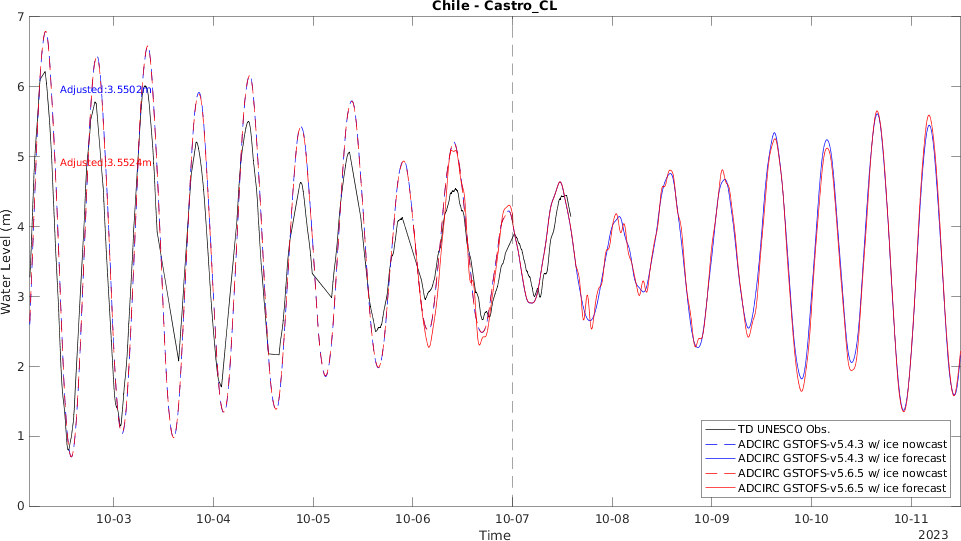 Chile - Castro_CL
7
6
5
4
3
2
1
0
Water Level (m)
Adjusted:3.5502m
Adjusted:3.5524m
TD UNESCO Obs.
ADCIRC GSTOFS-v5.4.3 w/ ice nowcast
ADCIRC GSTOFS-v5.4.3 w/ ice forecast
ADCIRC GSTOFS-v5.6.5 w/ ice nowcast
ADCIRC GSTOFS-v5.6.5 w/ ice forecast
10-03 10-04 10-05 10-06 10-07 10-08 10-09 10-10 10-11
Time
2023